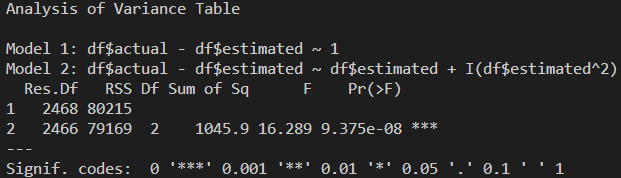 Analysis of Variance Table
Model 1: df$actual - df$estimated ~ 1
Model 2: df$actual - df$estimated ~ df$estimated + I(df$estimated^2)
  Res.Df   RSS Df Sum of Sq      F    Pr(>F)
1   2468 80215
2   2466 79169  2    1045.9 16.289 9.375e-08 ***
---
Signif. codes:  0 '***' 0.001 '**' 0.01 '*' 0.05 '.' 0.1 ' ' 1